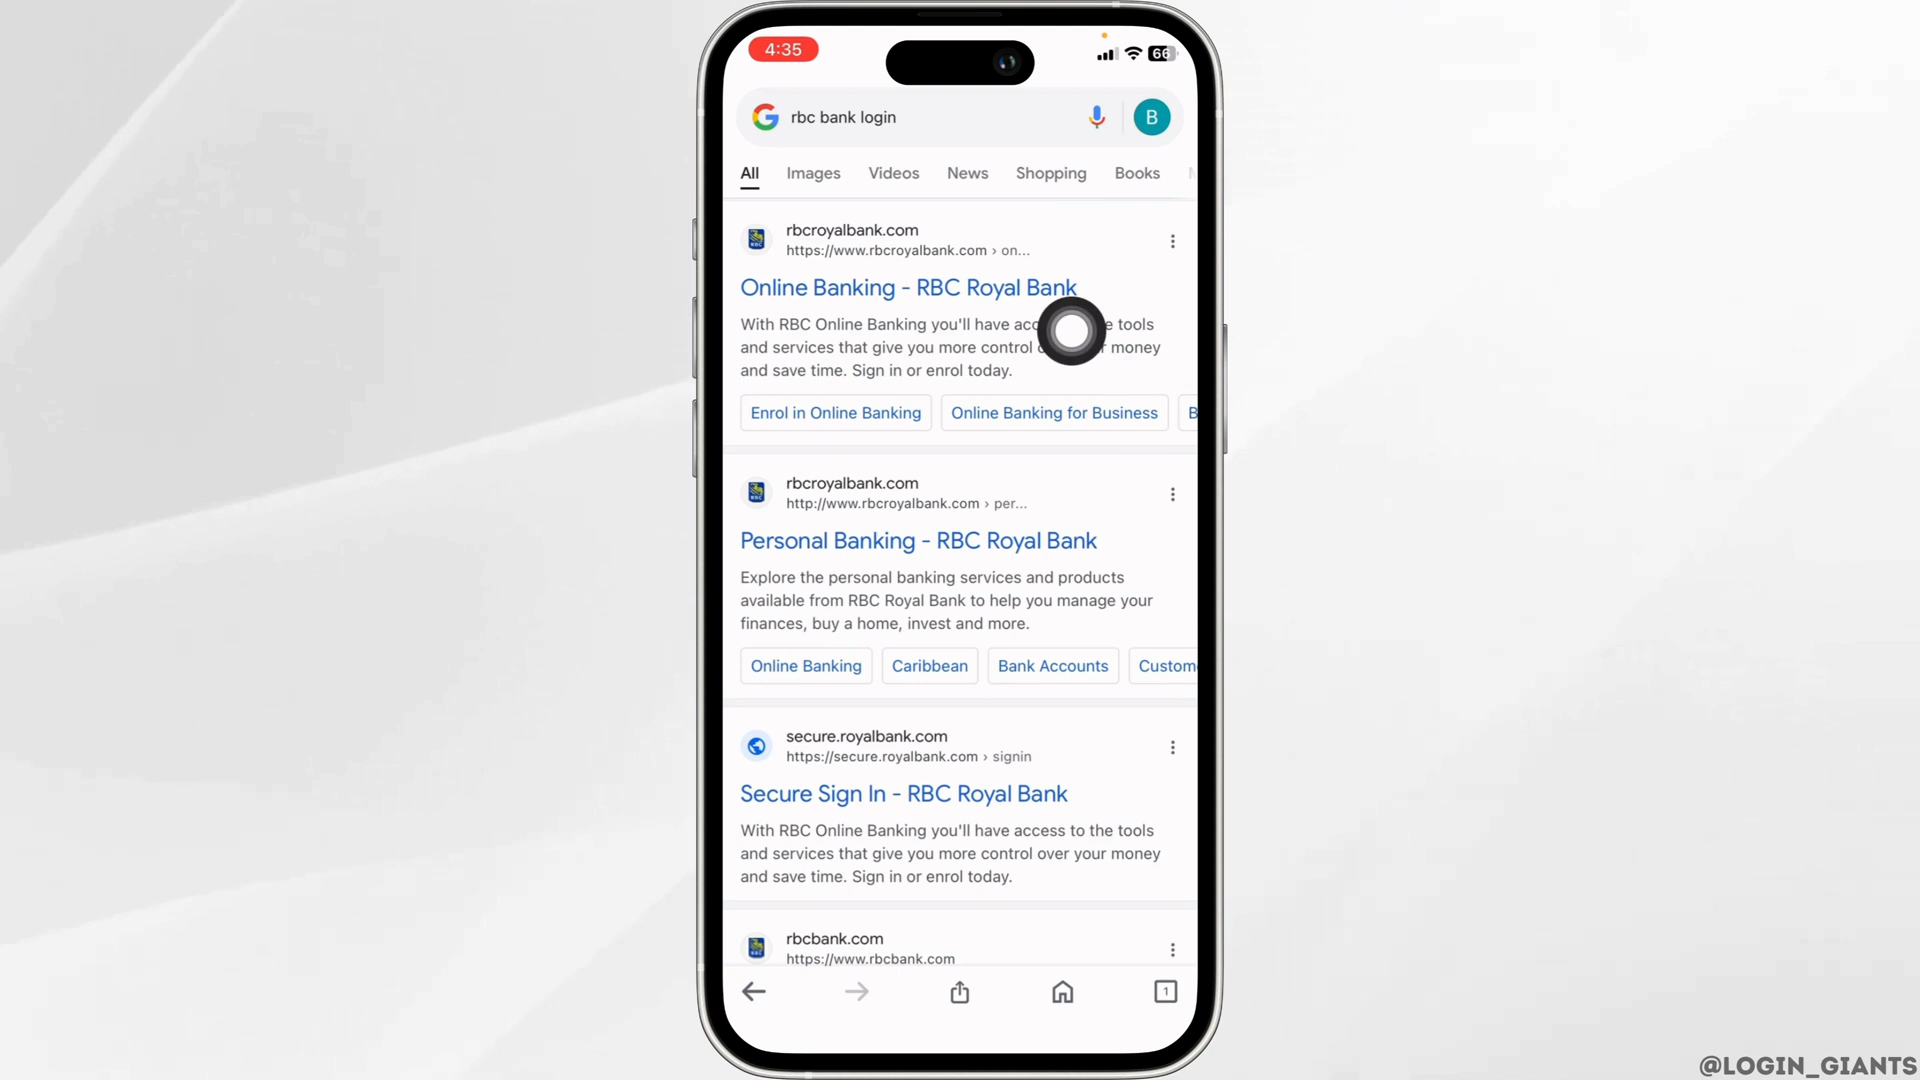 4:35
66
rbc bank login
B
All Images Videos News Shopping Books
rbcroyalbank.com
https://www.rbcroyalbank.com › on...
Online Banking - RBC Royal Bank
With RBC Online Banking you'll have tools
and services that give you more control money
and save time. Sign in or enrol today.
Enrol in Online Banking Online Banking for Business B
rbcroyalbank.com
http://www.rbcroyalbank.com › per...
Personal Banking - RBC Royal Bank
Explore the personal banking services and products
available from RBC Royal Bank to help you manage your
finances, buy a home, invest and more.
Online Banking Caribbean Bank Accounts Custom
secure.royalbank.com
https://secure.royalbank.com › signin
Secure Sign In - RBC Royal Bank
With RBC Online Banking you'll have access to the tools
and services that give you more control over your money
and save time. Sign in or enrol today.
rbcbank.com
https://www.rbcbank.com
1
@LOGIN_GIANTS